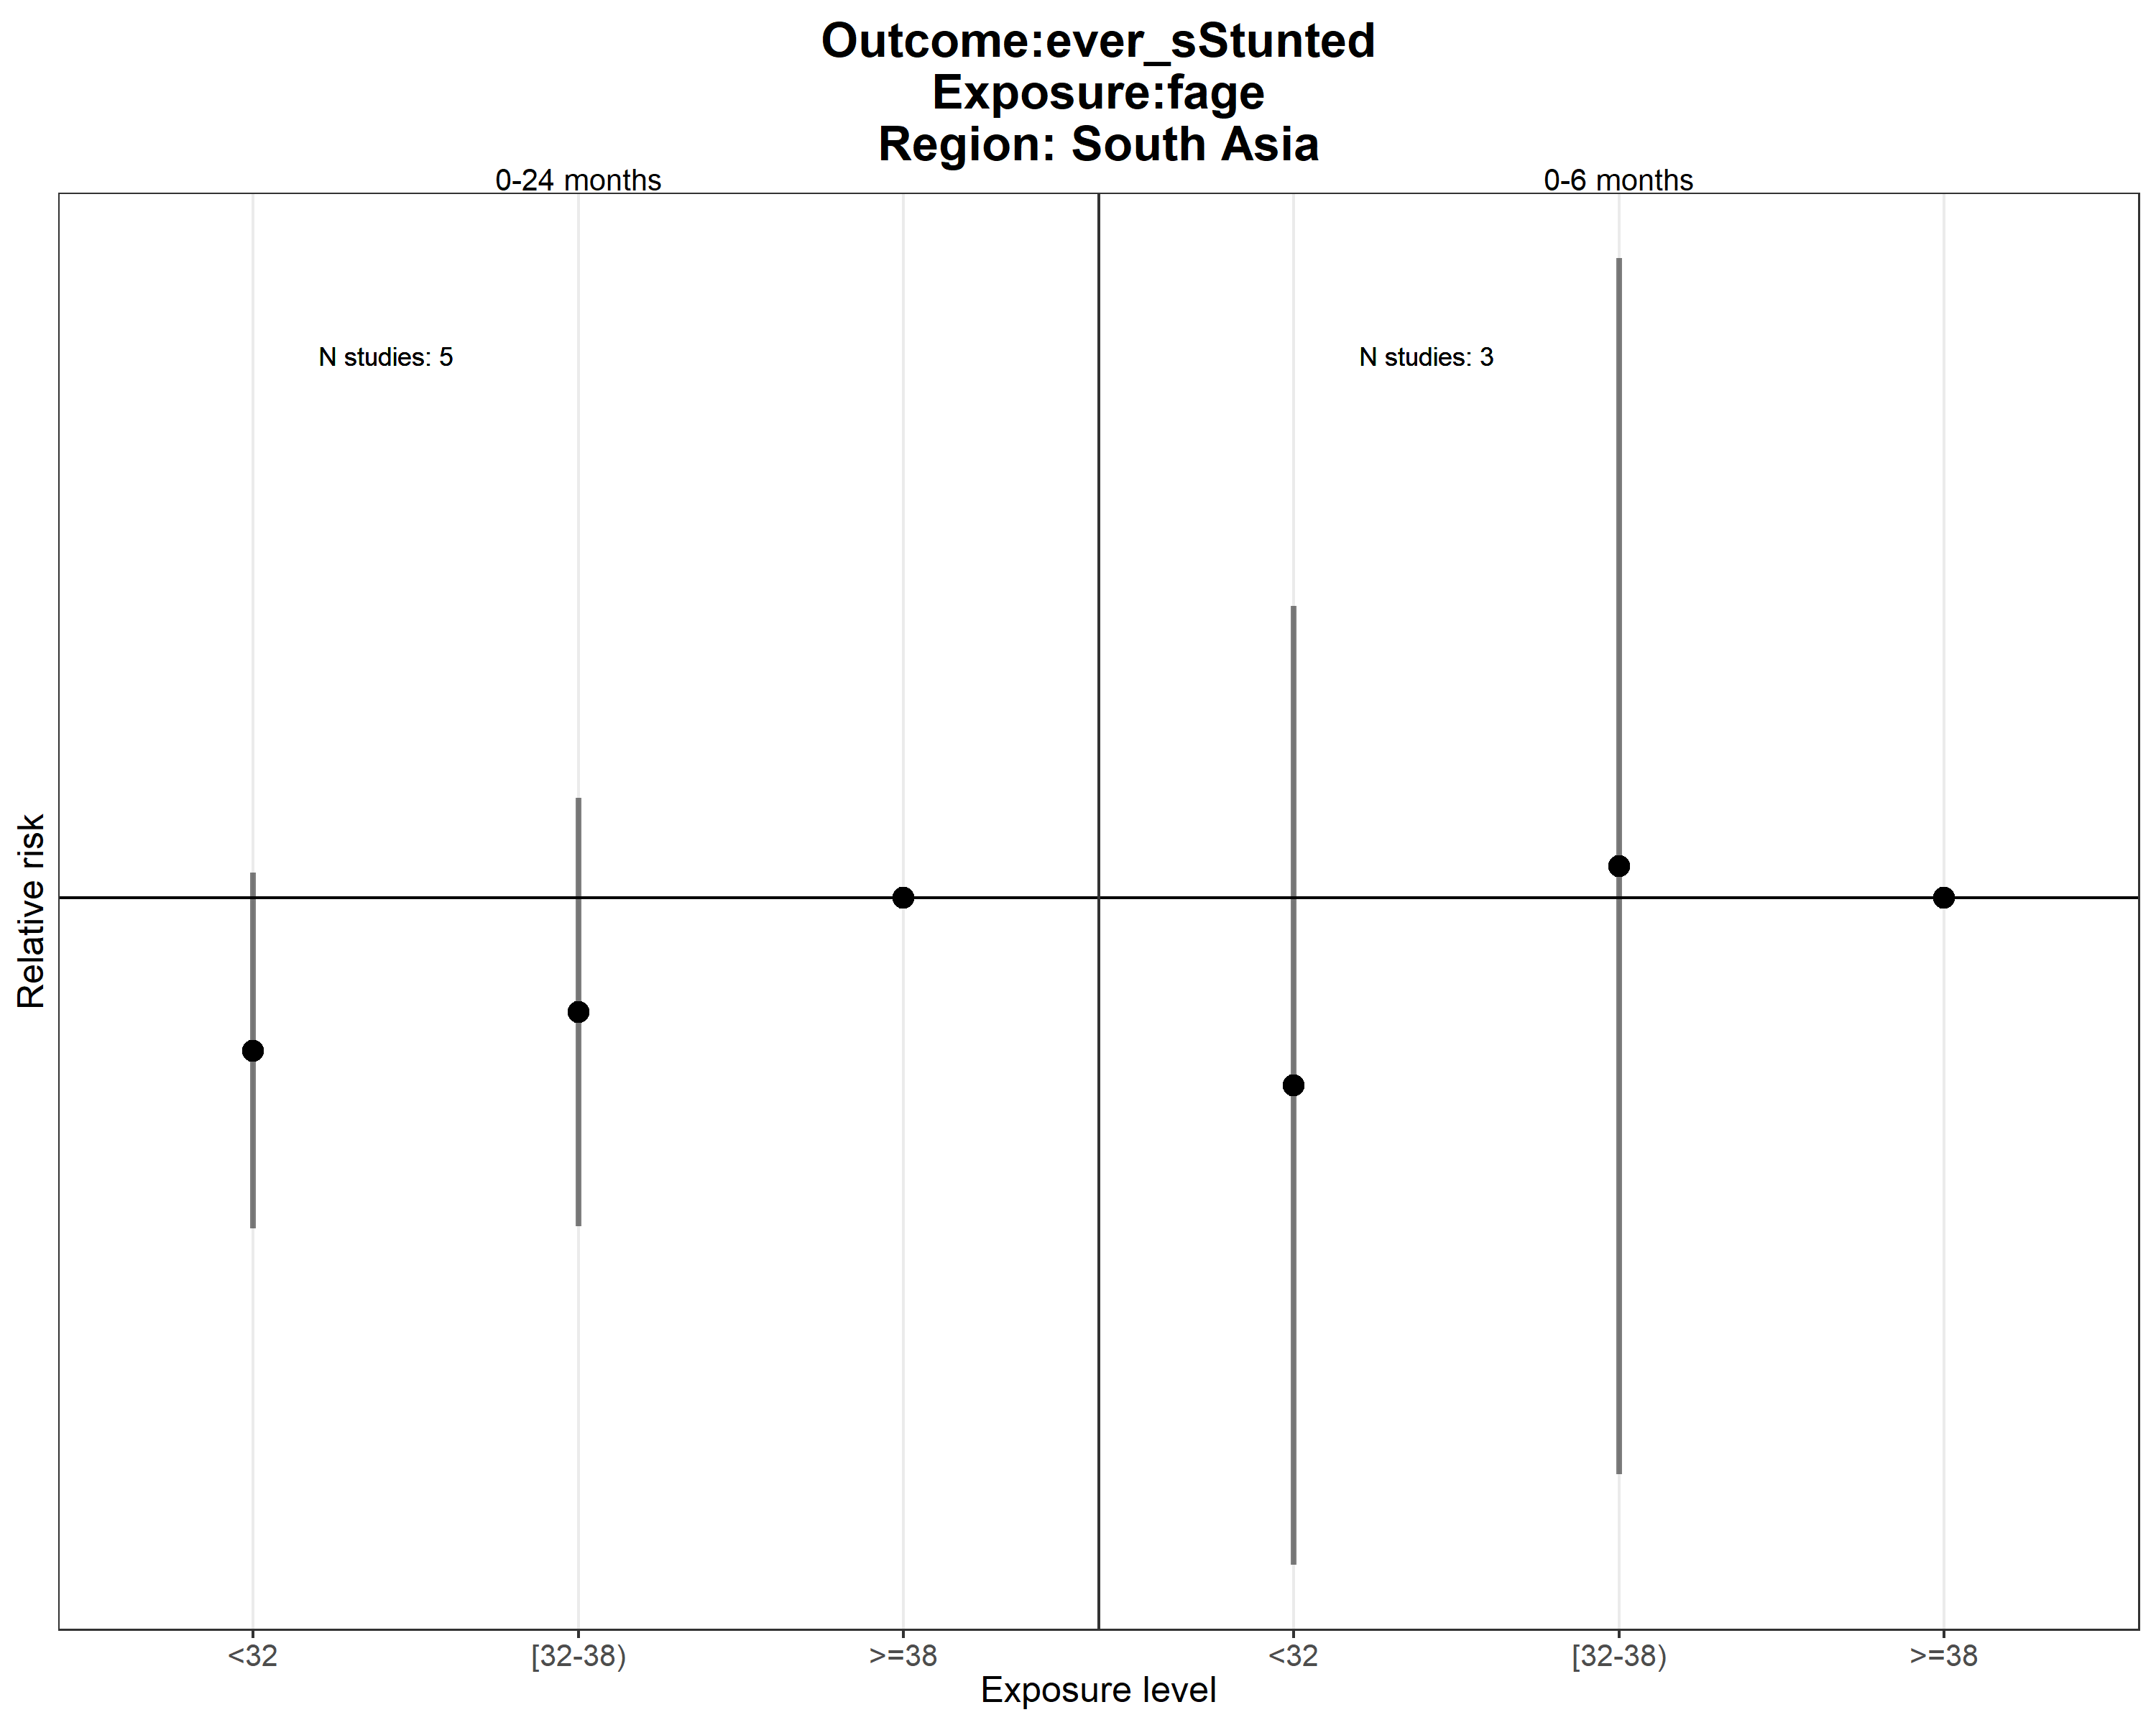 Outcome:ever_sStunted
Exposure:fage
Region: South Asia
0-24 months
0-6 months
N studies: 5
N studies: 3
Relative risk
<32
[32-38)
>=38
<32
[32-38)
>=38
Exposure level